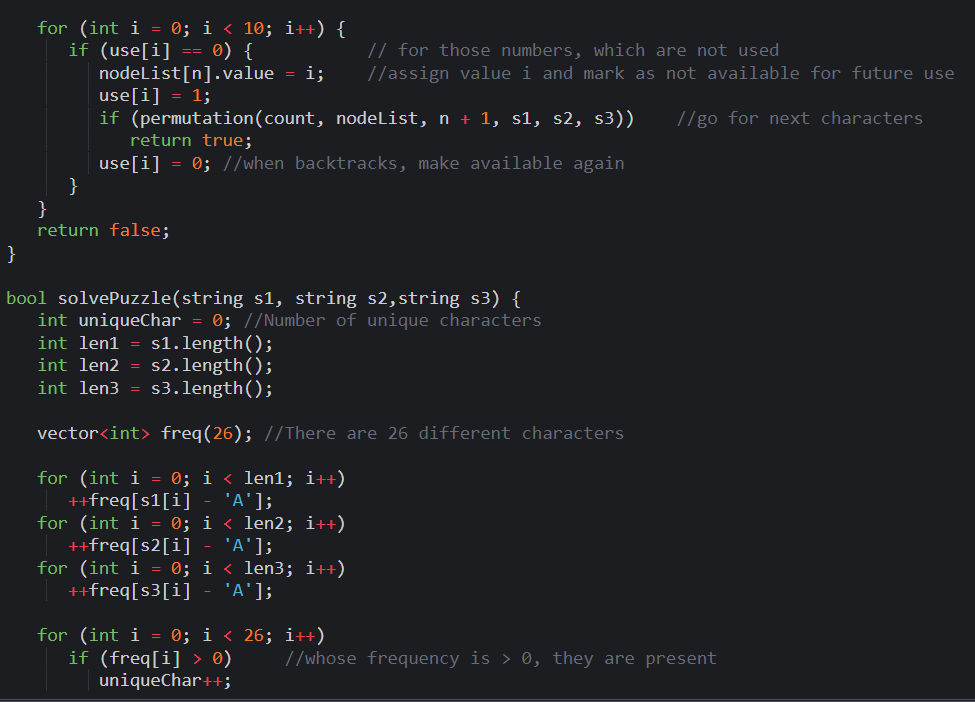 for (int i = 0; i < 10; i++) {
if (use[i] == 0) { // for those numbers, which are not used
nodeList[n].value = i; //assign value i and mark as not available for future use
use[i] = 1;
if (permutation(count, nodeList, n + 1, s1, s2, s3)) //go for next characters
return true;
use[i] = 0; //when backtracks, make available again
}
}
return false;
}
bool solvePuzzle(string s1, string s2,string s3) {
int uniqueChar = 0; //Number of unique characters
int len1 = s1.length();
int len2 = s2.length();
int len3 = s3.length();
vector<int> freq(26); //There are 26 different characters
for (int i = 0; i < len1; i++)
++freq[s1[i] - 'A'];
for (int i = 0; i < len2; i++)
++freq[s2[i] - 'A'];
for (int i = 0; i < len3; i++)
++freq[s3[i] - 'A'];
for (int i = 0; i < 26; i++)
if (freq[i] > 0) //whose frequency is > 0, they are present
uniqueChar++;